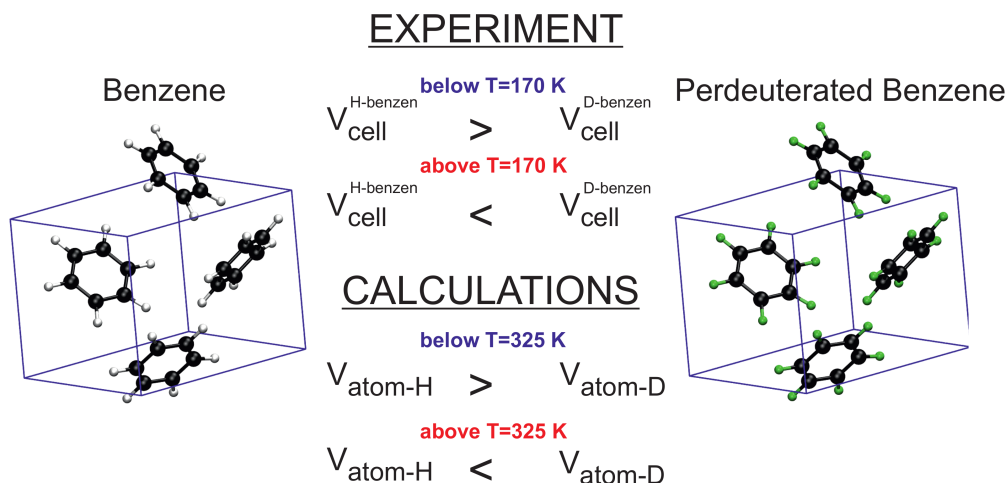 EXPERIMENT
Benzene
Perdeuterated Benzene
below T=170 K
V cell H-benzen > V cell D-benzen
above T=170 K
V cell H-benzen < V cell D-benzen
CALCULATIONS
below T=325 K
V atom-H > V atom-D
above T=325 K
V atom-H < V atom-D